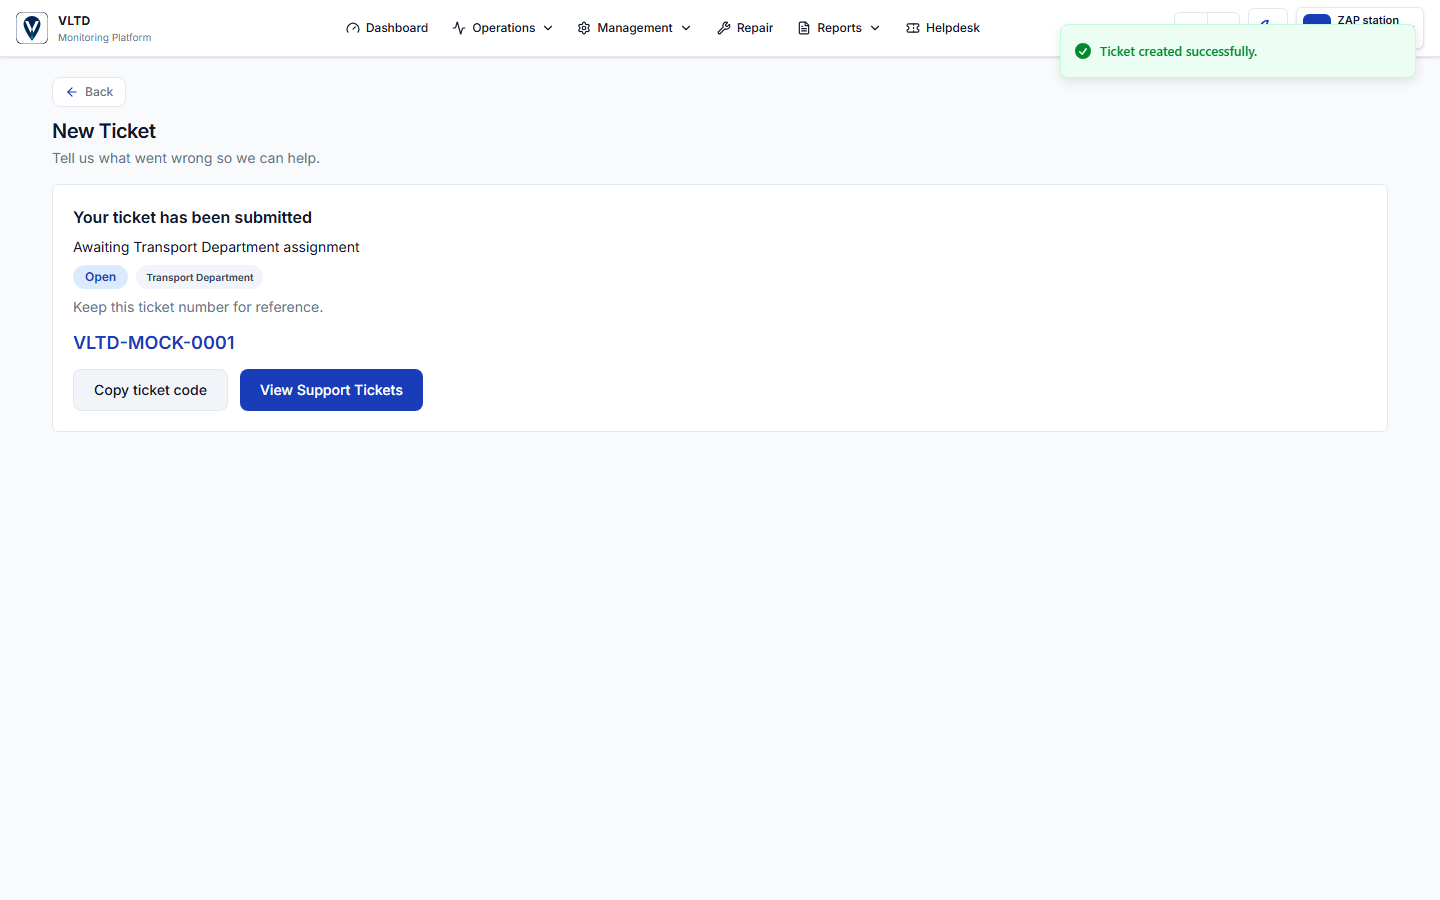 VLTD
Monitoring Platform
Dashboard
Operations
Management
Repair
Reports
Helpdesk
ZAP station
Ticket created successfully.
Back
New Ticket
Tell us what went wrong so we can help.
Your ticket has been submitted
Awaiting Transport Department assignment
Open
Transport Department
Keep this ticket number for reference.
VLTD-MOCK-0001
Copy ticket code
View Support Tickets